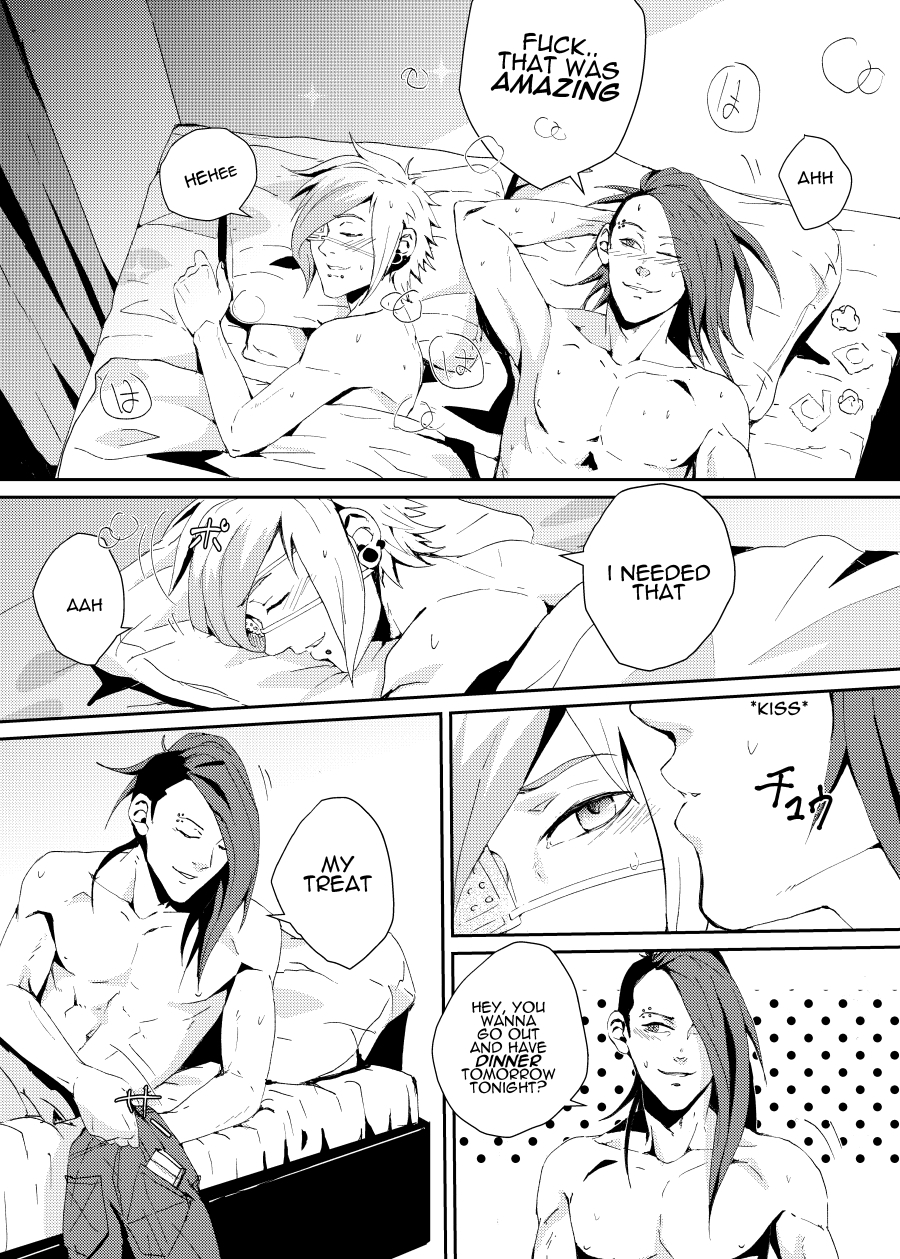 FUCK..
THAT WAS
AMAZING
は
AHH
HEHEE
は
は
ボ
I NEEDED
THAT
AAH
*KISS*
チュウ
MY
TREAT
HEY, YOU
WANNA
GO OUT
AND HAVE
DINNER
TOMORROW
TONIGHT?